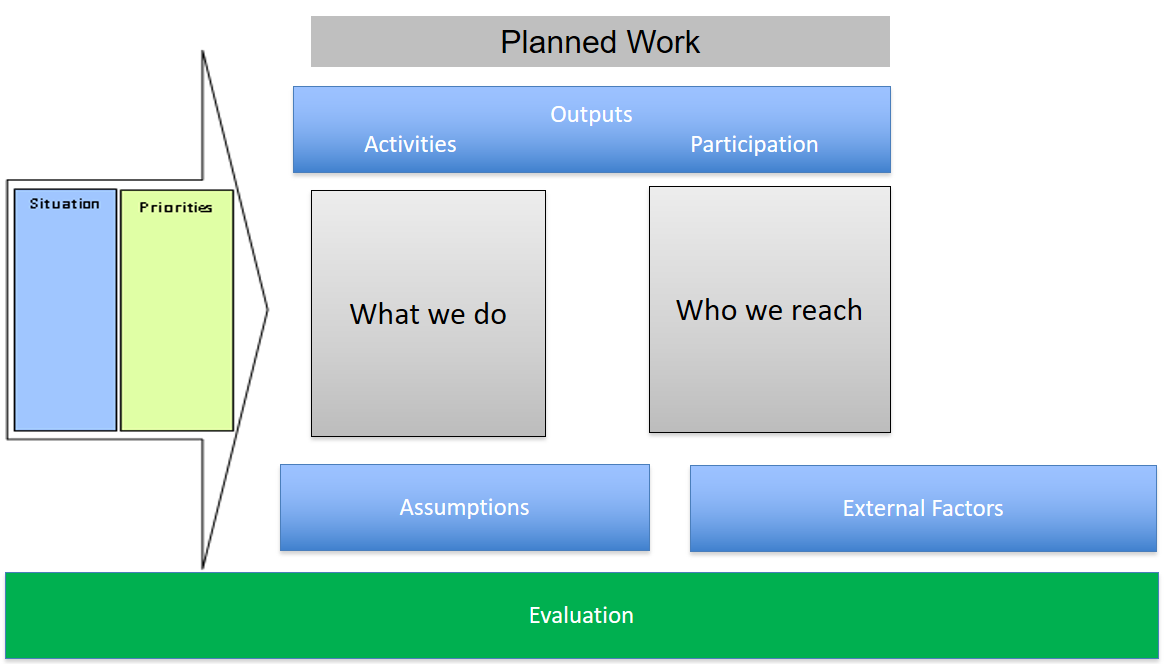 Planned Work
Outputs
Activities Participation
Situation
Priorities
What we do
Who we reach
Assumptions
External Factors
Evaluation